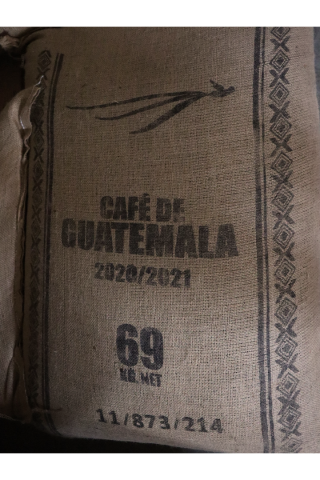 CAFÉ DE
GUATEMALA
2020/2021
69
KG NET
11/873/214